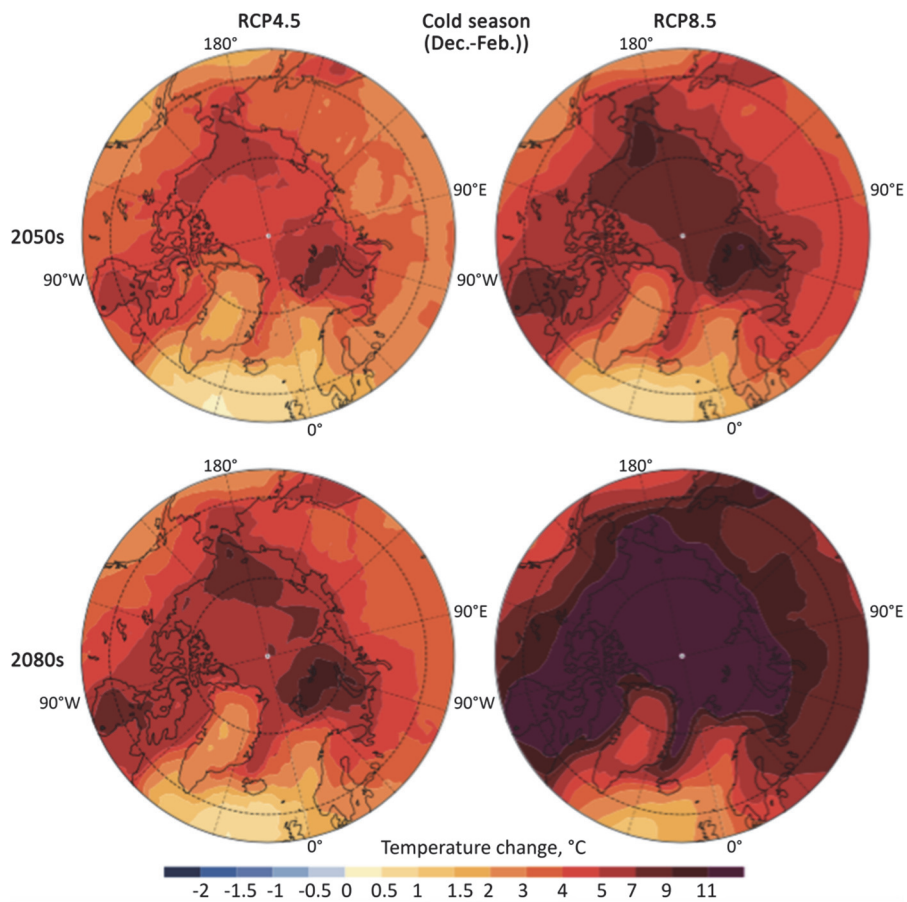 RCP4.5 Cold season RCP8.5
(Dec.-Feb.))
180° 180°
90°E 90°E
2050s
90°W 90°W
0° 0°
180° 180°
90°E 90°E
2080s
90°W 90°W
0° 0°
Temperature change, °C
-2 -1.5 -1 -0.5 0 0.5 1 1.5 2 3 4 5 7 9 11